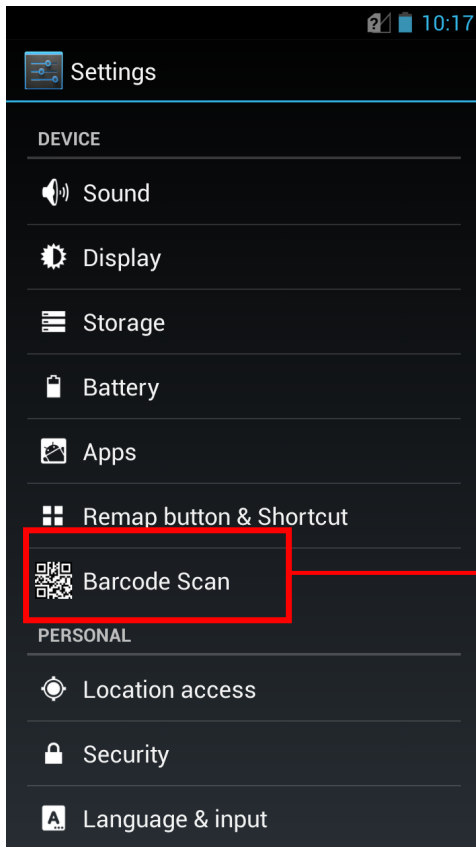 10:17
Settings
DEVICE
Sound
Display
Storage
Battery
Apps
Remap button & Shortcut
Barcode Scan
PERSONAL
Location access
Security
Language & input